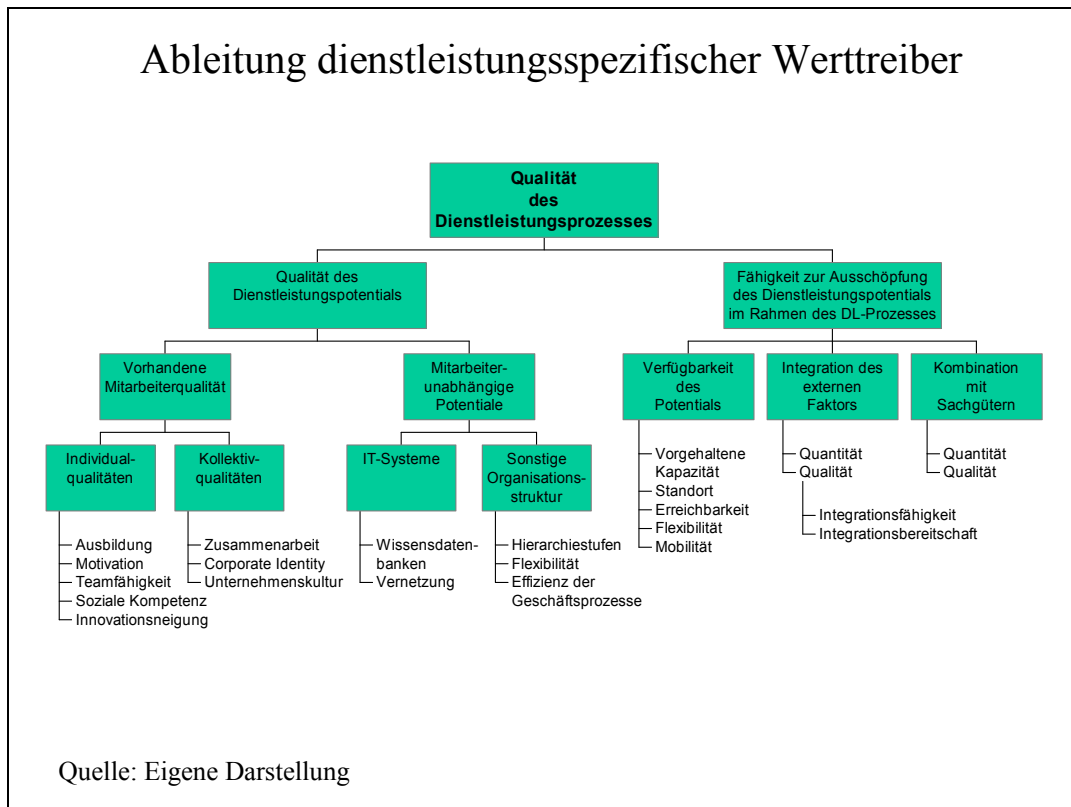 Ableitung dienstleistungsspezifischer Werttreiber
Qualität
des
Dienstleistungsprozesses
Qualität des
Dienstleistungspotentials
Fähigkeit zur Ausschöpfung
des Dienstleistungspotentials
im Rahmen des DL-Prozesses
Vorhandene
Mitarbeiterqualität
Mitarbeiter-
unabhängige
Potentiale
Verfügbarkeit
des
Potentials
Integration des
externen
Faktors
Kombination
mit
Sachgütern
Individual-
qualitäten
Kollektiv-
qualitäten
IT-Systeme
Sonstige
Organisations-
struktur
Ausbildung
Motivation
Teamfähigkeit
Soziale Kompetenz
Innovationsneigung
Zusammenarbeit
Corporate Identity
Unternehmenskultur
Wissensdaten-
banken
Vernetzung
Hierarchiestufen
Flexibilität
Effizienz der
Geschäftsprozesse
Vorgehaltene
Kapazität
Standort
Erreichbarkeit
Flexibilität
Mobilität
Quantität
Qualität
Integrationsfähigkeit
Integrationsbereitschaft
Quantität
Qualität
Quelle: Eigene Darstellung